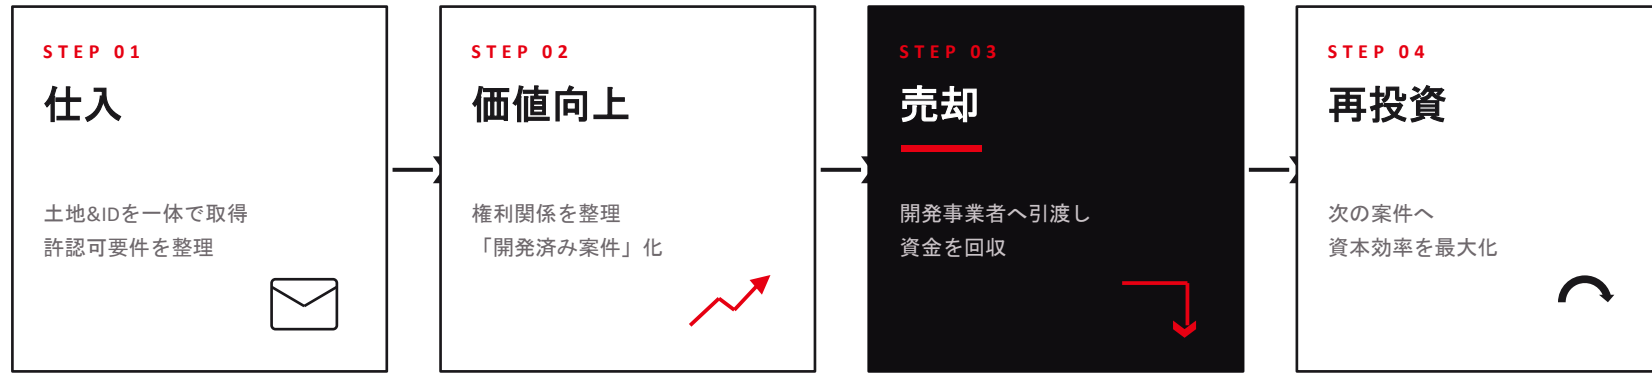 STEP 01
仕入
土地&IDを一体で取得
許認可要件を整理
STEP 02
価値向上
権利関係を整理
「開発済み案件」化
STEP 03
売却
開発事業者へ引渡し
資金を回収
STEP 04
再投資
次の案件へ
資本効率を最大化